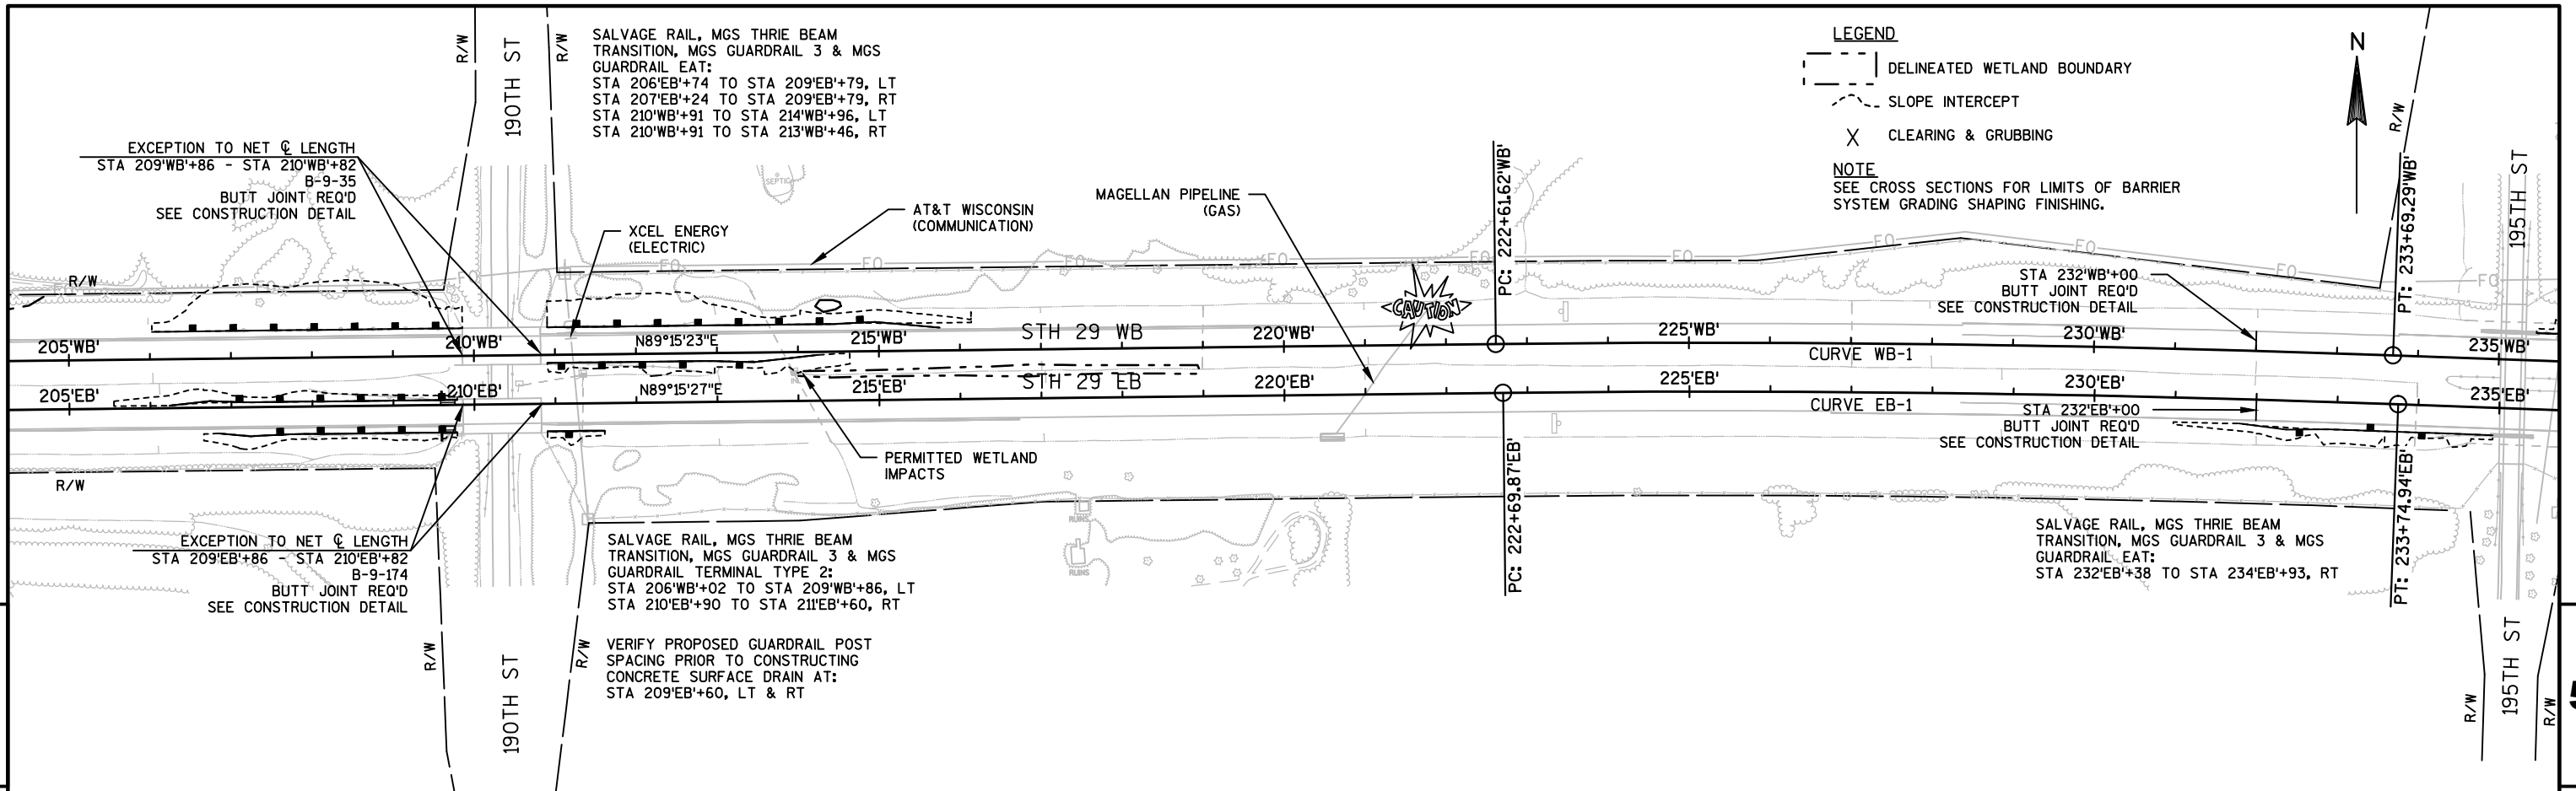 R/W
190TH ST
R/W
SALVAGE RAIL, MGS THRIE BEAM
TRANSITION, MGS GUARDRAIL 3 & MGS
GUARDRAIL EAT:
STA 206'EB'+74 TO STA 209'EB'+79, LT
STA 207'EB'+24 TO STA 209'EB'+79, RT
STA 210'WB'+91 TO STA 214'WB'+96, LT
STA 210'WB'+91 TO STA 213'WB'+46, RT
LEGEND
DELINEATED WETLAND BOUNDARY
SLOPE INTERCEPT
X CLEARING & GRUBBING
NOTE
SEE CROSS SECTIONS FOR LIMITS OF BARRIER
SYSTEM GRADING SHAPING FINISHING.
N
R/W
195TH ST
EXCEPTION TO NET ℄ LENGTH
STA 209'WB'+86 - STA 210'WB'+82
B-9-35
BUTT JOINT REQ'D
SEE CONSTRUCTION DETAIL
SEPTIC
XCEL ENERGY
(ELECTRIC)
AT&T WISCONSIN
(COMMUNICATION)
MAGELLAN PIPELINE
(GAS)
PC: 222+61.62'WB'
PT: 233+69.29'WB'
STA 232'WB'+00
BUTT JOINT REQ'D
SEE CONSTRUCTION DETAIL
R/W
FO
FO
FO
FO
FO
FO
FO
FO
FO
FO
CAUTION
205'WB'
210'WB'
N89°15'23"E
215'WB'
STH 29 WB
220'WB'
225'WB'
CURVE WB-1
230'WB'
235'WB'
205'EB'
210'EB'
N89°15'27"E
215'EB'
STH 29 EB
220'EB'
225'EB'
CURVE EB-1
230'EB'
235'EB'
STA 232'EB'+00
BUTT JOINT REQ'D
SEE CONSTRUCTION DETAIL
PERMITTED WETLAND
IMPACTS
R/W
PC: 222+69.87'EB'
PT: 233+74.94'EB'
RUINS
RUINS
EXCEPTION TO NET ℄ LENGTH
STA 209'EB'+86 - STA 210'EB'+82
B-9-174
BUTT JOINT REQ'D
SEE CONSTRUCTION DETAIL
SALVAGE RAIL, MGS THRIE BEAM
TRANSITION, MGS GUARDRAIL 3 & MGS
GUARDRAIL TERMINAL TYPE 2:
STA 206'WB'+02 TO STA 209'WB'+86, LT
STA 210'EB'+90 TO STA 211'EB'+60, RT
SALVAGE RAIL, MGS THRIE BEAM
TRANSITION, MGS GUARDRAIL 3 & MGS
GUARDRAIL EAT:
STA 232'EB'+38 TO STA 234'EB'+93, RT
R/W
190TH ST
R/W
VERIFY PROPOSED GUARDRAIL POST
SPACING PRIOR TO CONSTRUCTING
CONCRETE SURFACE DRAIN AT:
STA 209'EB'+60, LT & RT
R/W
195TH ST
R/W